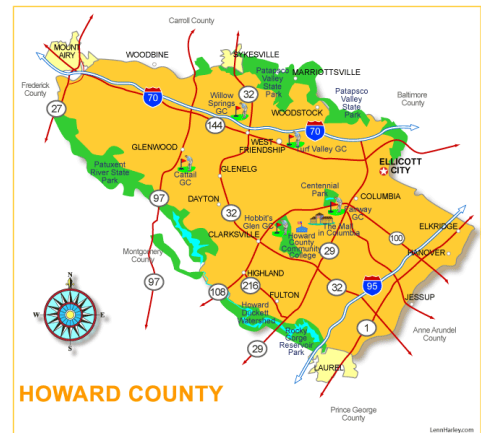 Carroll County
MOUNT
AIRY
WOODBINE
SYKESVILLE
Patapsco
Valley
State
Park
MARRIOTTSVILLE
Frederick
County
Willow
Springs
GC
32
70
27
Patapsco
Valley
State Park
Baltimore
County
WOODSTOCK
144
70
GLENWOOD
WEST
FRIENDSHIP
Turf Valley GC
ELLICOTT
CITY
Patuxent
River State
Park
Cattail
GC
GLENELG
97
DAYTON
Centennial
Park
COLUMBIA
32
Hobbit's
Glen GC
Fairway
GC
The Mall
in Columbia
ELKRIDGE
CLARKSVILLE
Howard
County
Community
College
29
100
HANOVER
Montgomery
County
97
HIGHLAND
108
216
FULTON
32
95
JESSUP
Howard
Duckett
Watershed
N
W
E
S
Rocky
Gorge
Reservoir
Park
1
Anne Arundel
County
29
LAUREL
HOWARD COUNTY
Prince George
County
LennHarley.com